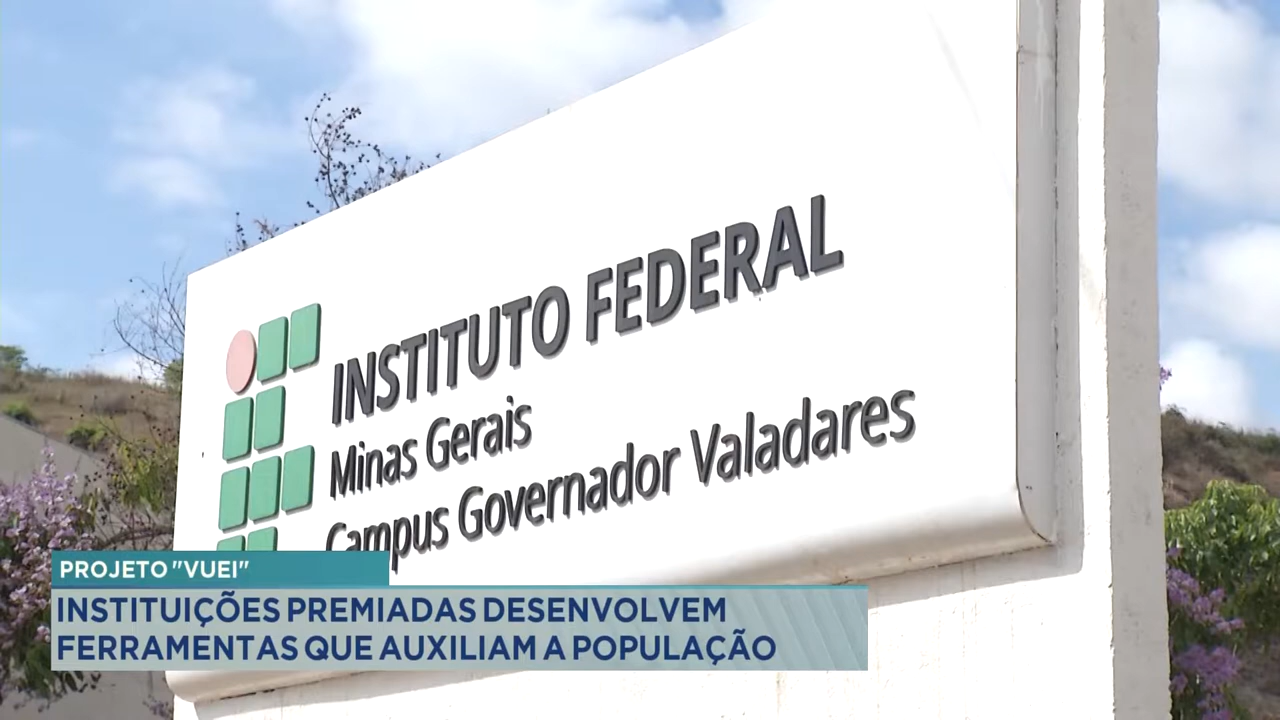 INSTITUTO FEDERAL
Minas Gerais
Campus Governador Valadares
PROJETO "VUEI"
INSTITUIÇÕES PREMIADAS DESENVOLVEM
FERRAMENTAS QUE AUXILIAM A POPULAÇÃO